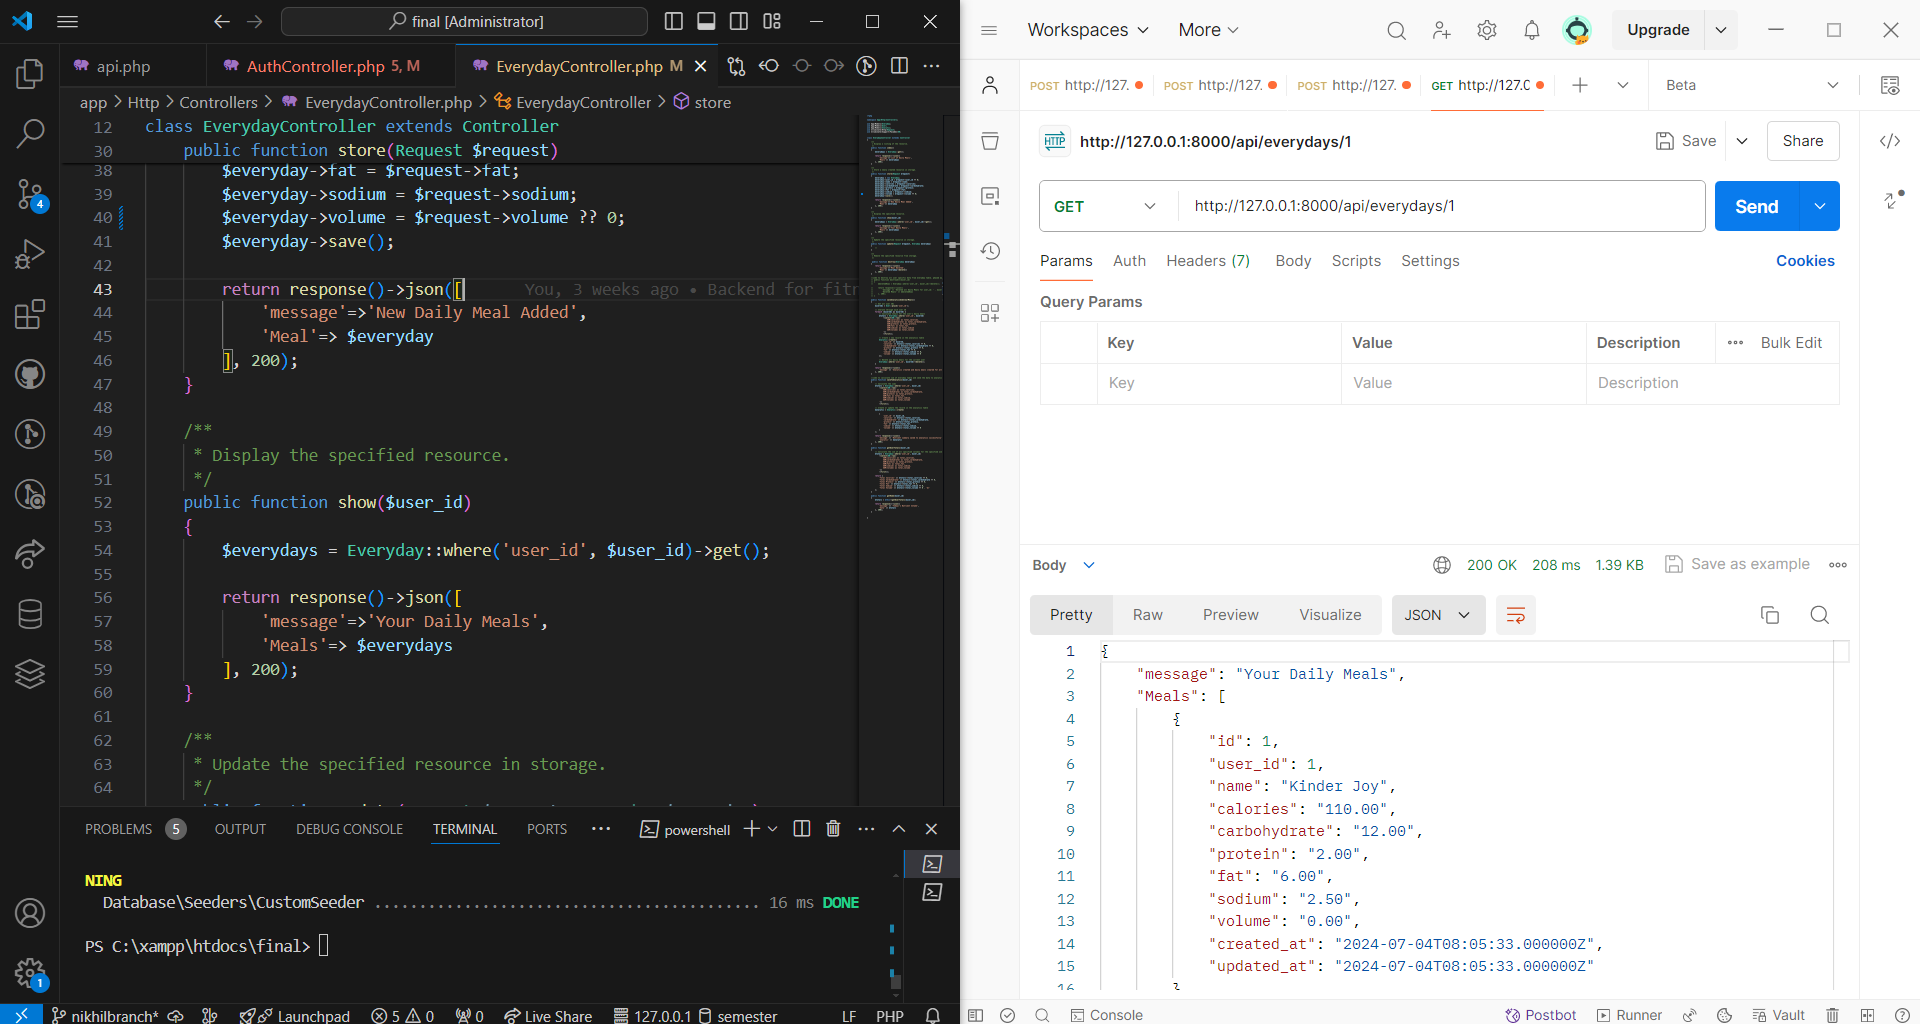 final [Administrator]
api.php
AuthController.php 5, M
EverydayController.php M
app > Http > Controllers > EverydayController.php > EverydayController > store
12 class EverydayController extends Controller
30 public function store(Request $request)
38 $everyday->fat = $request->fat;
39 $everyday->sodium = $request->sodium;
40 $everyday->volume = $request->volume ?? 0;
41 $everyday->save();
42
43 return response()->json([ You, 3 weeks ago • Backend for fitn
44 'message'=>'New Daily Meal Added',
45 'Meal'=> $everyday
46 ], 200);
47 }
48
49 /**
50 * Display the specified resource.
51 */
52 public function show($user_id)
53 {
54 $everydays = Everyday::where('user_id', $user_id)->get();
55
56 return response()->json([
57 'message'=>'Your Daily Meals',
58 'Meals'=> $everydays
59 ], 200);
60 }
61
62 /**
63 * Update the specified resource in storage.
64 */
4
PROBLEMS 5 OUTPUT DEBUG CONSOLE TERMINAL PORTS ... powershell
NING
Database\Seeders\CustomSeeder ........................................ 16 ms DONE
PS C:\xampp\htdocs\final>
1
nikhilbranch* Launchpad 5 0 0 Live Share 127.0.0.1 semester LF PHP
Workspaces More Upgrade
POST http://127. POST http://127. POST http://127. GET http://127.0 Beta
HTTP http://127.0.0.1:8000/api/everydays/1 Save Share
GET http://127.0.0.1:8000/api/everydays/1 Send
Params Auth Headers (7) Body Scripts Settings Cookies
Query Params
Key Value Description ... Bulk Edit
Key Value Description
Body 200 OK 208 ms 1.39 KB Save as example
Pretty Raw Preview Visualize JSON
1 {
2 "message": "Your Daily Meals",
3 "Meals": [
4 {
5 "id": 1,
6 "user_id": 1,
7 "name": "Kinder Joy",
8 "calories": "110.00",
9 "carbohydrate": "12.00",
10 "protein": "2.00",
11 "fat": "6.00",
12 "sodium": "2.50",
13 "volume": "0.00",
14 "created_at": "2024-07-04T08:05:33.000000Z",
15 "updated_at": "2024-07-04T08:05:33.000000Z"
16 }
Console Postbot Runner Vault